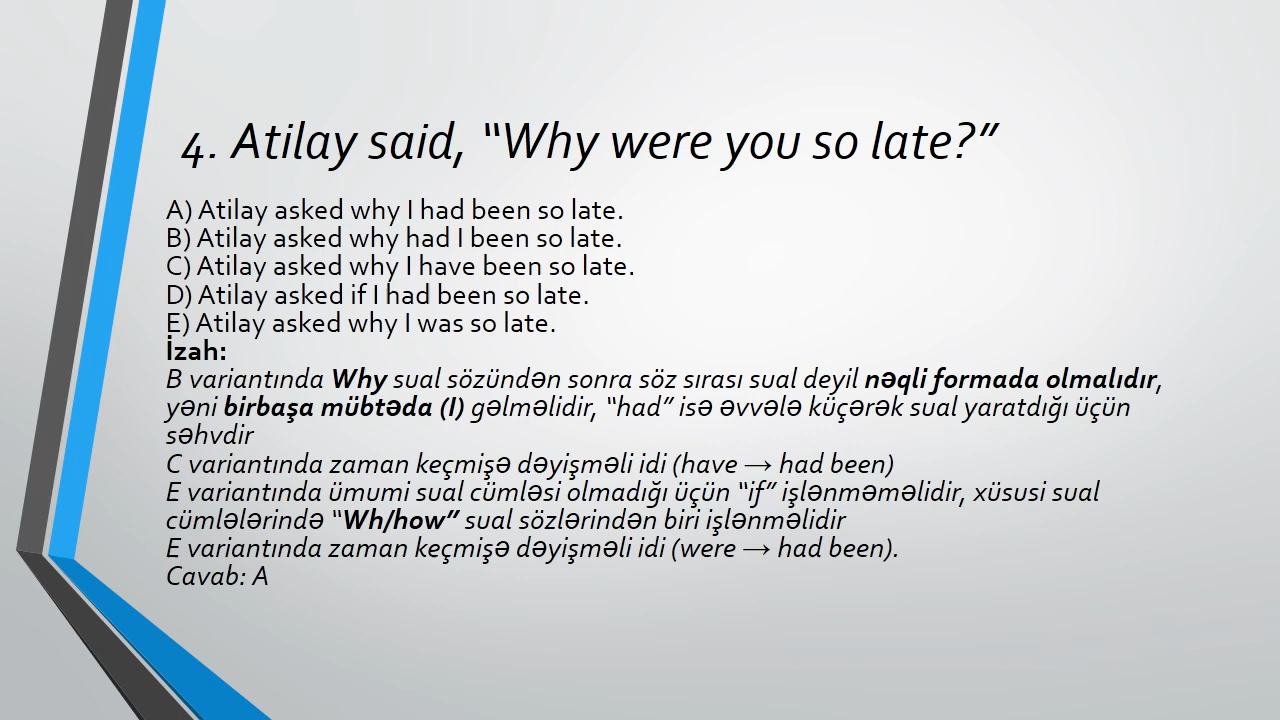 4. Atilay said, “Why were you so late?”
A) Atilay asked why I had been so late.
B) Atilay asked why had I been so late.
C) Atilay asked why I have been so late.
D) Atilay asked if I had been so late.
E) Atilay asked why I was so late.
İzah:
B variantında Why sual sözündən sonra söz sırası sual deyil nəqli formada olmalıdır,
yəni birbaşa mübtəda (I) gəlməlidir, “had” isə əvvələ küçərək sual yaratdığı üçün
səhvdir
C variantında zaman keçmişə dəyişməli idi (have → had been)
E variantında ümumi sual cümləsi olmadığı üçün “if” işlənməməlidir, xüsusi sual
cümlələrində “Wh/how” sual sözlərindən biri işlənməlidir
E variantında zaman keçmişə dəyişməli idi (were → had been).
Cavab: A